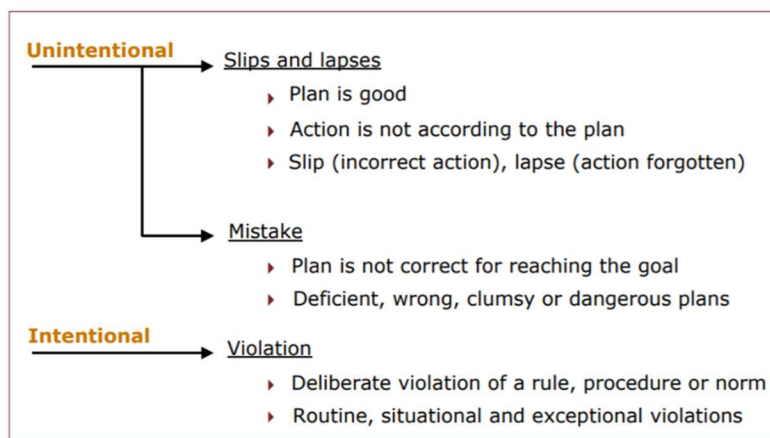 Unintentional
Slips and lapses
Plan is good
Action is not according to the plan
Slip (incorrect action), lapse (action forgotten)
Mistake
Plan is not correct for reaching the goal
Deficient, wrong, clumsy or dangerous plans
Intentional
Violation
Deliberate violation of a rule, procedure or norm
Routine, situational and exceptional violations